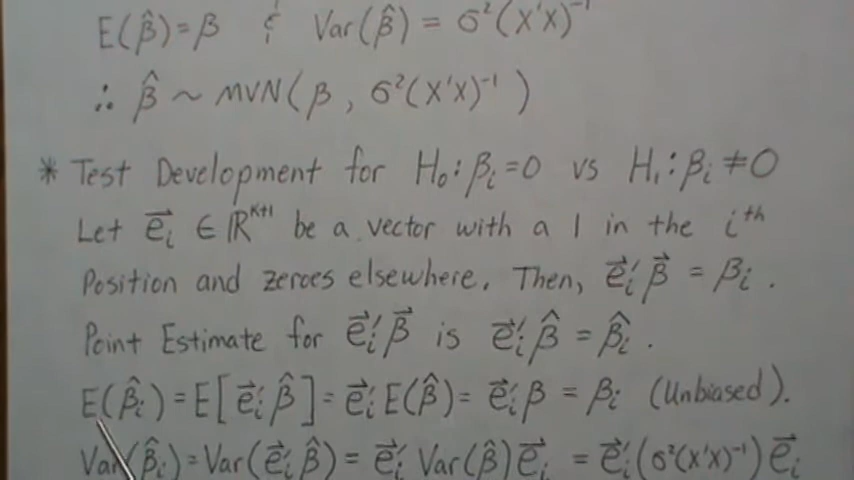 E(β̂) = β & Var(β̂) = σ²(X'X)⁻¹
∴ β̂ ~ MVN(β, σ²(X'X)⁻¹)
* Test Development for H₀: βᵢ = 0 vs H₁: βᵢ ≠ 0
Let e⃗ᵢ ∈ ℝᴷ⁺¹ be a vector with a 1 in the iᵗʰ
Position and zeroes elsewhere. Then, e⃗ᵢ'β⃗ = βᵢ.
Point Estimate for e⃗ᵢ'β⃗ is e⃗ᵢ'β̂ = β̂ᵢ.
E(β̂ᵢ) = E[e⃗ᵢ'β̂] = e⃗ᵢ'E(β̂) = e⃗ᵢ'β = βᵢ (Unbiased).
Var(β̂ᵢ) = Var(e⃗ᵢ'β̂) = e⃗ᵢ' Var(β̂)e⃗ᵢ = e⃗ᵢ'(σ²(X'X)⁻¹)e⃗ᵢ